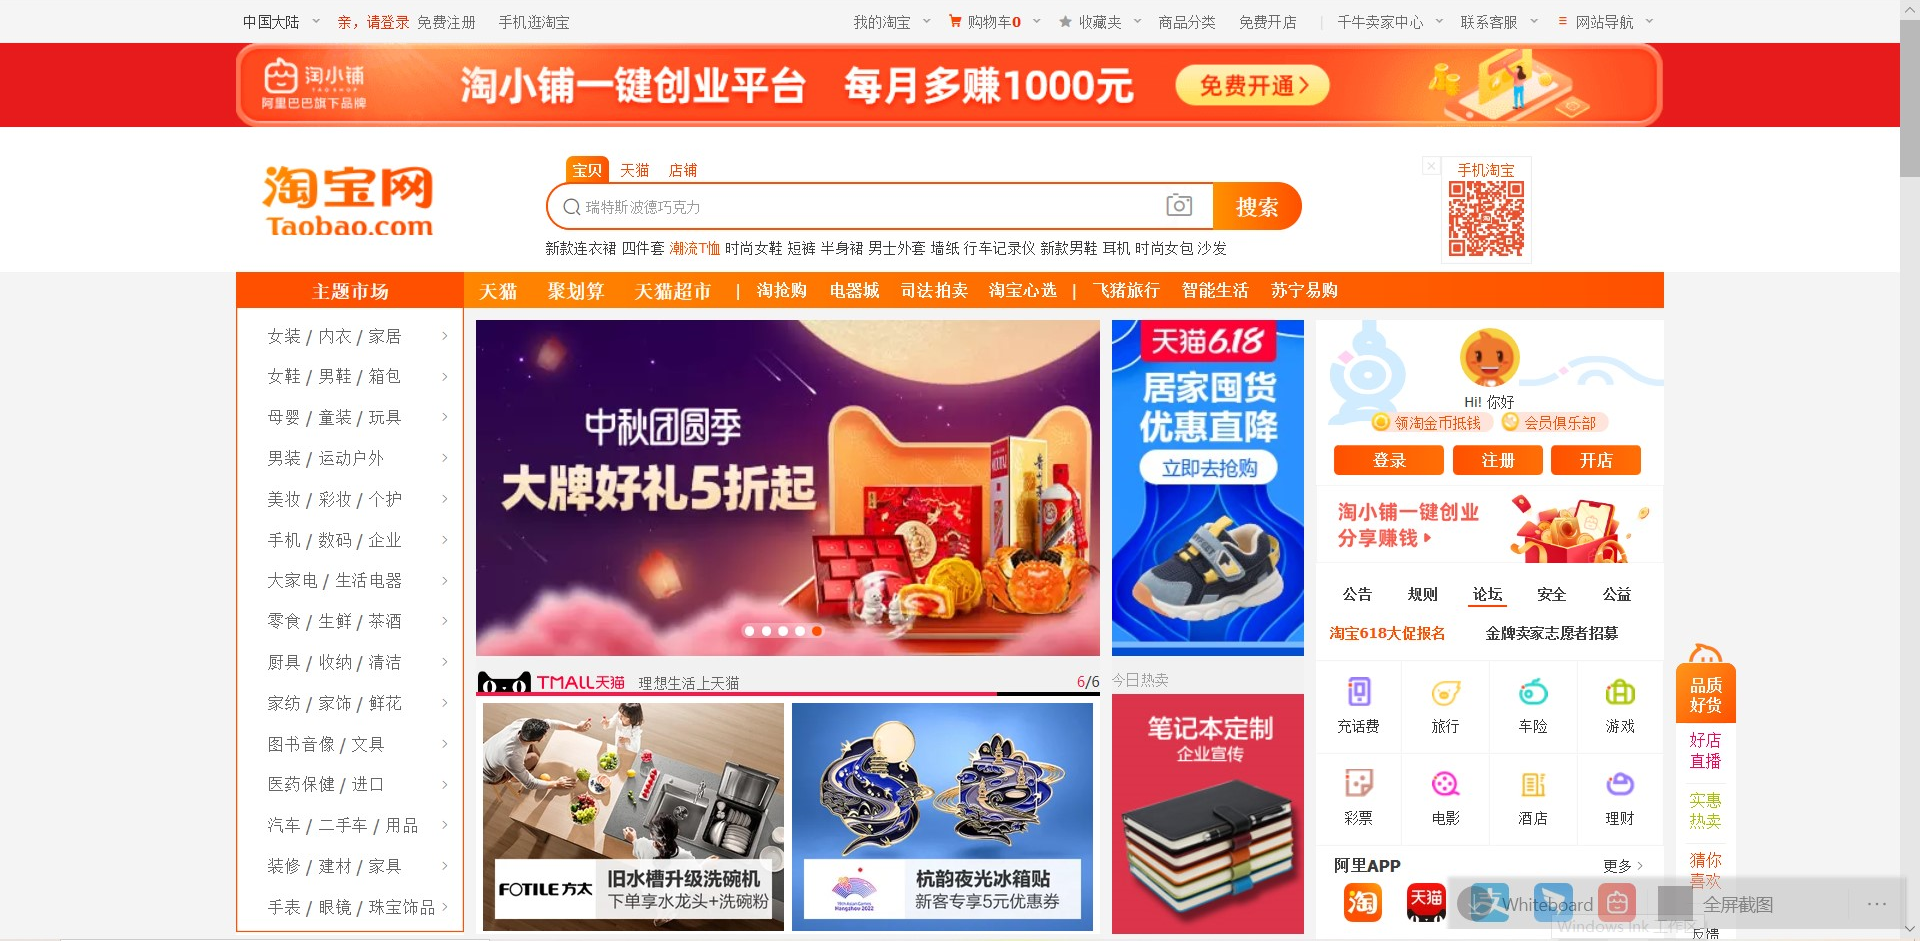 中国大陆 亲，请登录 免费注册 手机逛淘宝 我的淘宝 购物车0 收藏夹 商品分类 免费开店 千牛卖家中心 联系客服 网站导航
淘小铺 TAOSHOP
阿里巴巴旗下品牌
淘小铺一键创业平台 每月多赚1000元 免费开通
淘宝网
Taobao.com
宝贝 天猫 店铺
瑞特斯波德巧克力 搜索
新款连衣裙 四件套 潮流T恤 时尚女鞋 短裤 半身裙 男士外套 墙纸 行车记录仪 新款男鞋 耳机 时尚女包 沙发
手机淘宝
主题市场 天猫 聚划算 天猫超市 | 淘抢购 电器城 司法拍卖 淘宝心选 | 飞猪旅行 智能生活 苏宁易购
女装 / 内衣 / 家居
女鞋 / 男鞋 / 箱包
母婴 / 童装 / 玩具
男装 / 运动户外
美妆 / 彩妆 / 个护
手机 / 数码 / 企业
大家电 / 生活电器
零食 / 生鲜 / 茶酒
厨具 / 收纳 / 清洁
家纺 / 家饰 / 鲜花
图书音像 / 文具
医药保健 / 进口
汽车 / 二手车 / 用品
装修 / 建材 / 家具
手表 / 眼镜 / 珠宝饰品
中秋团圆季
大牌好礼5折起
天猫6.18
居家囤货
优惠直降
立即去抢购
Hi! 你好
领淘金币抵钱 会员俱乐部
登录 注册 开店
淘小铺一键创业
分享赚钱
公告 规则 论坛 安全 公益
淘宝618大促报名 金牌卖家志愿者招募
TMALL天猫 理想生活上天猫 6/6
FOTILE 方太
旧水槽升级洗碗机
下单享水龙头+洗碗粉
19th Asian Games
Hangzhou 2022
杭韵夜光冰箱贴
新客专享5元优惠券
今日热卖
笔记本定制
企业宣传
充话费 旅行 车险 游戏
彩票 电影 酒店 理财
阿里APP 更多
淘 天猫
品质
好货
好店
直播
实惠
热卖
猜你
喜欢
反馈
Whiteboard 全屏截图
Windows Ink 工作区